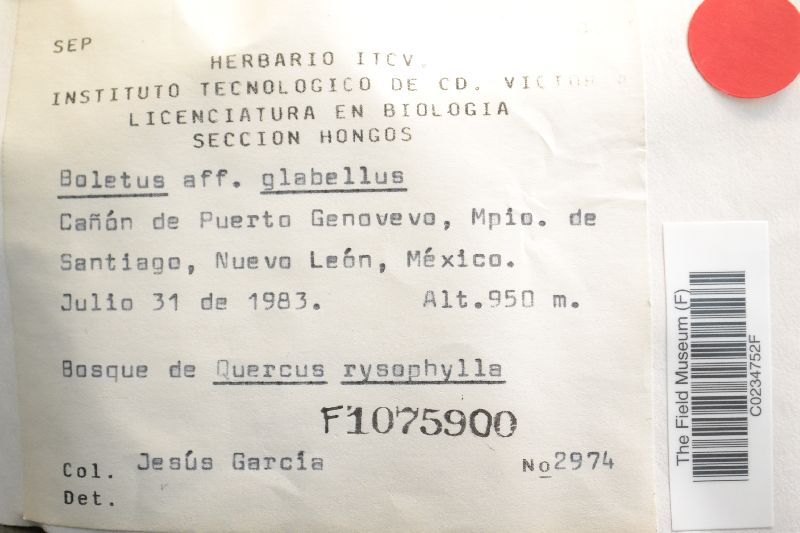 SEP
HERBARIO ITCV.
INSTITUTO TECNOLOGICO DE CD.
LICENCIATURA EN BIOLOGIA
SECCION HONGOS
Boletus aff. glabellus
Cañón de Puerto Genovevo, Mpio. de
Santiago, Nuevo León, México.
Julio 31 de 1983. Alt.950 m.
Bosque de Quercus rysophylla
F1075900
Col. Jesús García No2974
Det.
The Field Museum (F)
C0234752F